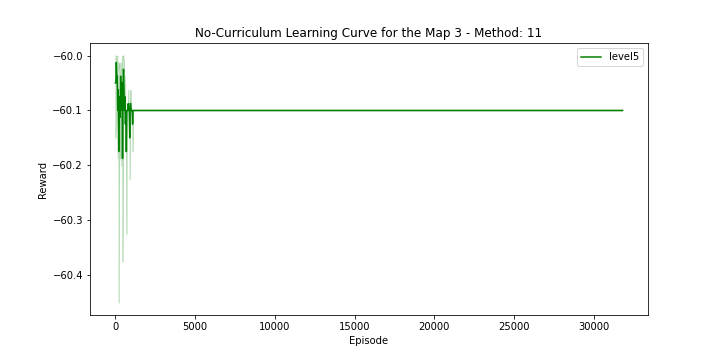 No-Curriculum Learning Curve for the Map 3 - Method: 11
level5
−60.0
−60.1
−60.2
−60.3
−60.4
Reward
0 5000 10000 15000 20000 25000 30000
Episode